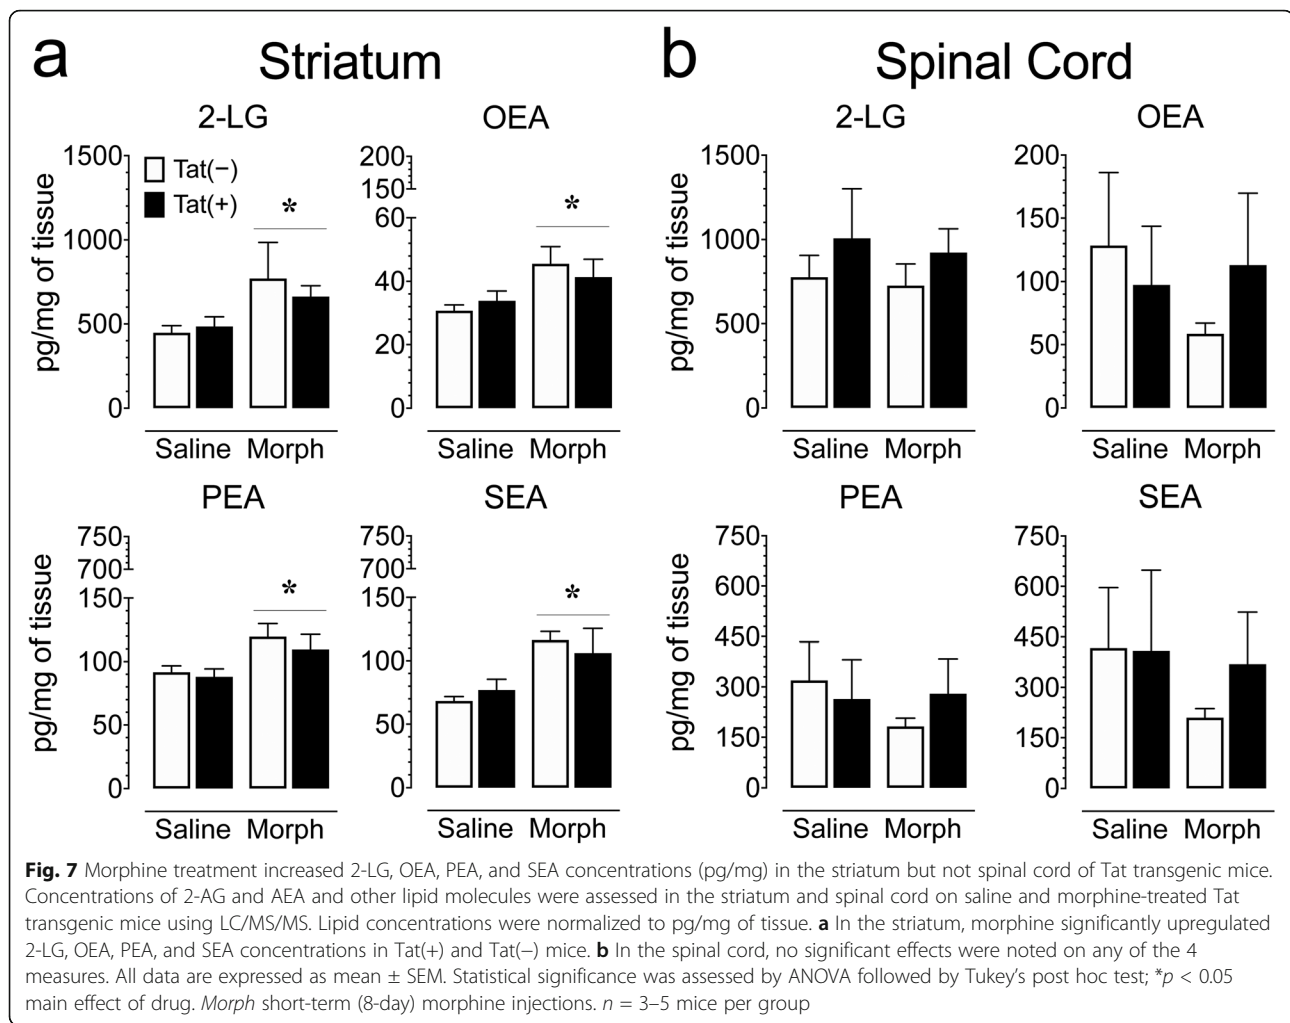 a Striatum
2-LG
1500
1000
500
0
pg/mg of tissue
Tat(−)
Tat(+)
*
Saline Morph
OEA
200
150
60
40
20
0
*
Saline Morph
PEA
750
700
150
100
50
0
pg/mg of tissue
*
Saline Morph
SEA
750
700
150
100
50
0
*
Saline Morph
b Spinal Cord
2-LG
1500
1000
500
0
pg/mg of tissue
Saline Morph
OEA
200
150
100
50
0
Saline Morph
PEA
750
600
450
300
150
0
pg/mg of tissue
Saline Morph
SEA
750
600
450
300
150
0
Saline Morph
Fig. 7 Morphine treatment increased 2-LG, OEA, PEA, and SEA concentrations (pg/mg) in the striatum but not spinal cord of Tat transgenic mice.
Concentrations of 2-AG and AEA and other lipid molecules were assessed in the striatum and spinal cord on saline and morphine-treated Tat
transgenic mice using LC/MS/MS. Lipid concentrations were normalized to pg/mg of tissue. a In the striatum, morphine significantly upregulated
2-LG, OEA, PEA, and SEA concentrations in Tat(+) and Tat(−) mice. b In the spinal cord, no significant effects were noted on any of the 4
measures. All data are expressed as mean ± SEM. Statistical significance was assessed by ANOVA followed by Tukey's post hoc test; *p < 0.05
main effect of drug. Morph short-term (8-day) morphine injections. n = 3–5 mice per group